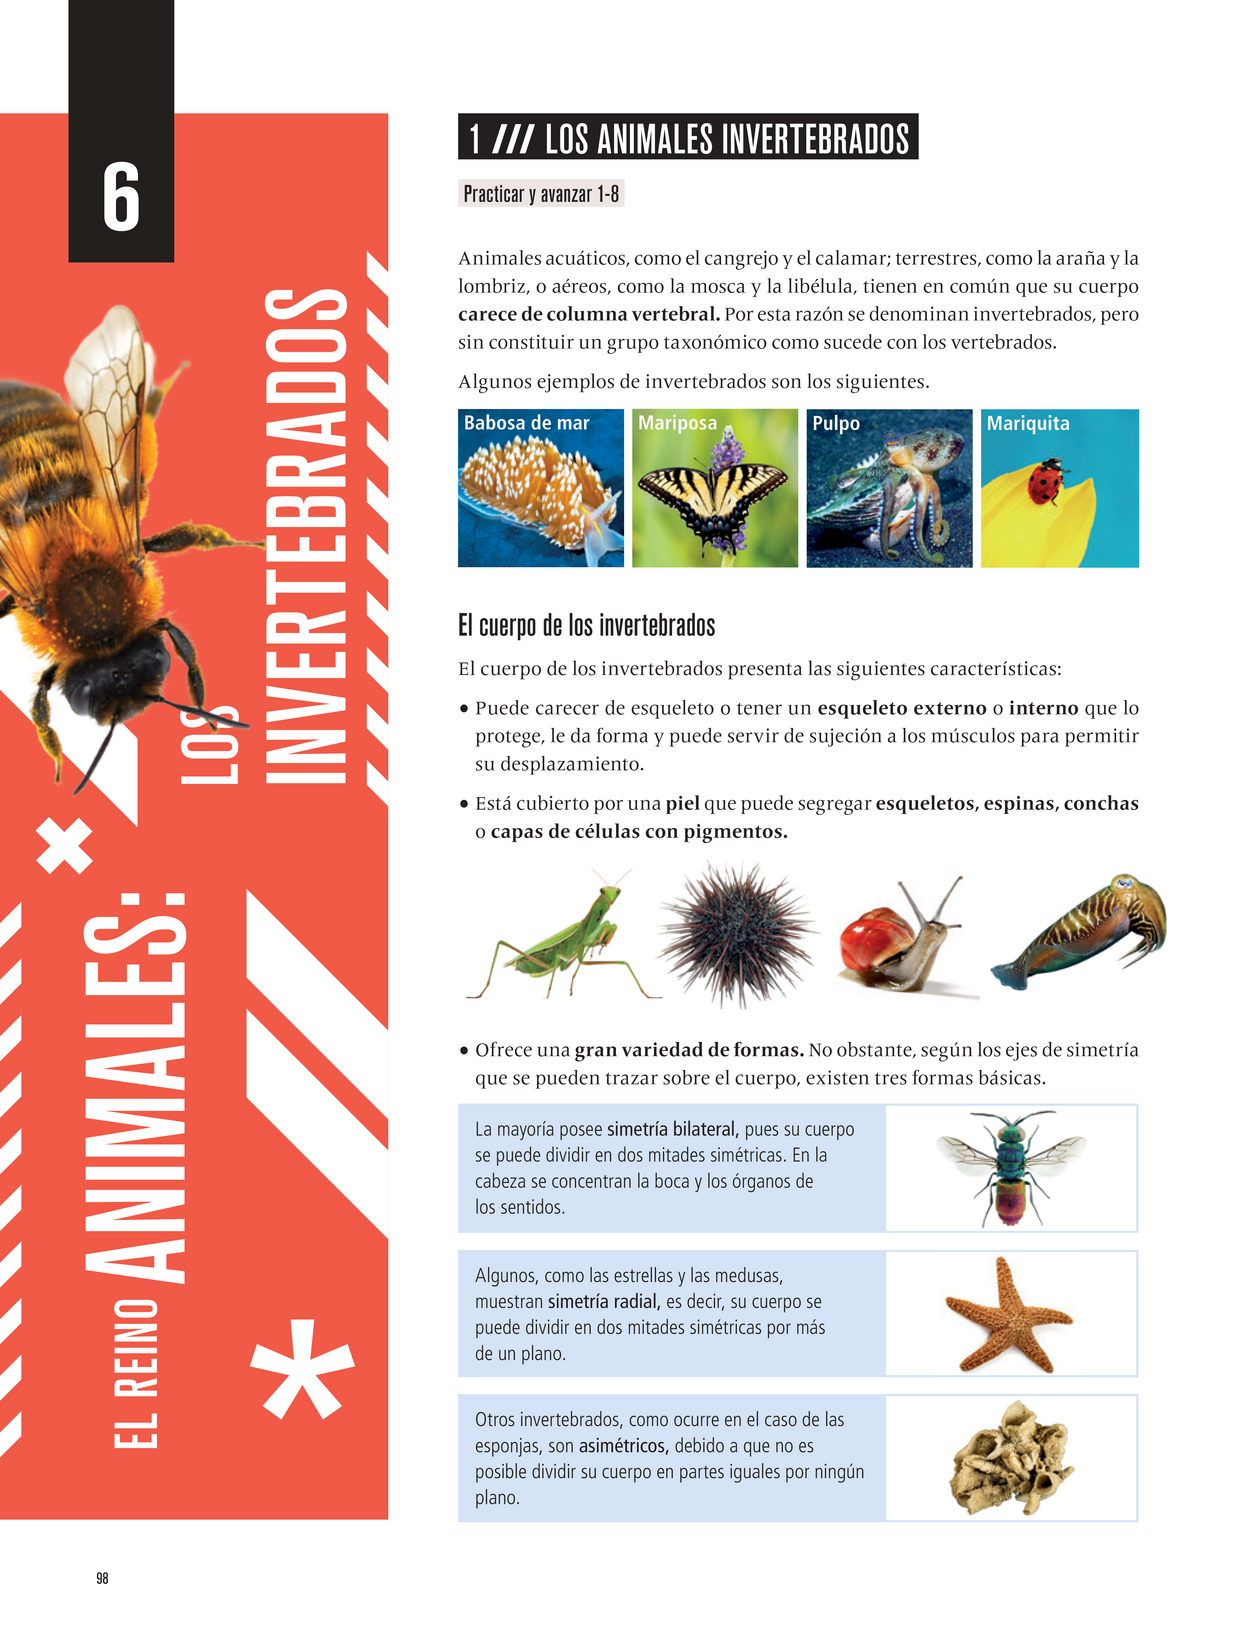 6
EL REINO ANIMALES:
LOS
INVERTEBRADOS
1 /// LOS ANIMALES INVERTEBRADOS
Practicar y avanzar 1-8
Animales acuáticos, como el cangrejo y el calamar; terrestres, como la araña y la
lombriz, o aéreos, como la mosca y la libélula, tienen en común que su cuerpo
carece de columna vertebral. Por esta razón se denominan invertebrados, pero
sin constituir un grupo taxonómico como sucede con los vertebrados.
Algunos ejemplos de invertebrados son los siguientes.
Babosa de mar
Mariposa
Pulpo
Mariquita
El cuerpo de los invertebrados
El cuerpo de los invertebrados presenta las siguientes características:
• Puede carecer de esqueleto o tener un esqueleto externo o interno que lo
protege, le da forma y puede servir de sujeción a los músculos para permitir
su desplazamiento.
• Está cubierto por una piel que puede segregar esqueletos, espinas, conchas
o capas de células con pigmentos.
• Ofrece una gran variedad de formas. No obstante, según los ejes de simetría
que se pueden trazar sobre el cuerpo, existen tres formas básicas.
La mayoría posee simetría bilateral, pues su cuerpo
se puede dividir en dos mitades simétricas. En la
cabeza se concentran la boca y los órganos de
los sentidos.
Algunos, como las estrellas y las medusas,
muestran simetría radial, es decir, su cuerpo se
puede dividir en dos mitades simétricas por más
de un plano.
Otros invertebrados, como ocurre en el caso de las
esponjas, son asimétricos, debido a que no es
posible dividir su cuerpo en partes iguales por ningún
plano.
98